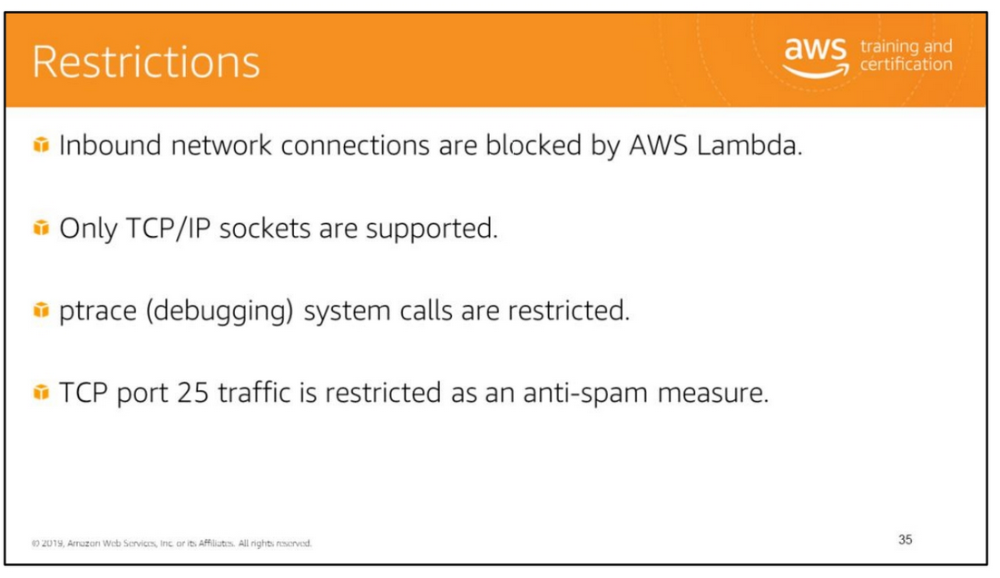 Restrictions
aws training and
certification
Inbound network connections are blocked by AWS Lambda.
Only TCP/IP sockets are supported.
ptrace (debugging) system calls are restricted.
TCP port 25 traffic is restricted as an anti-spam measure.
© 2019, Amazon Web Services, Inc. or its Affiliates. All rights reserved.
35